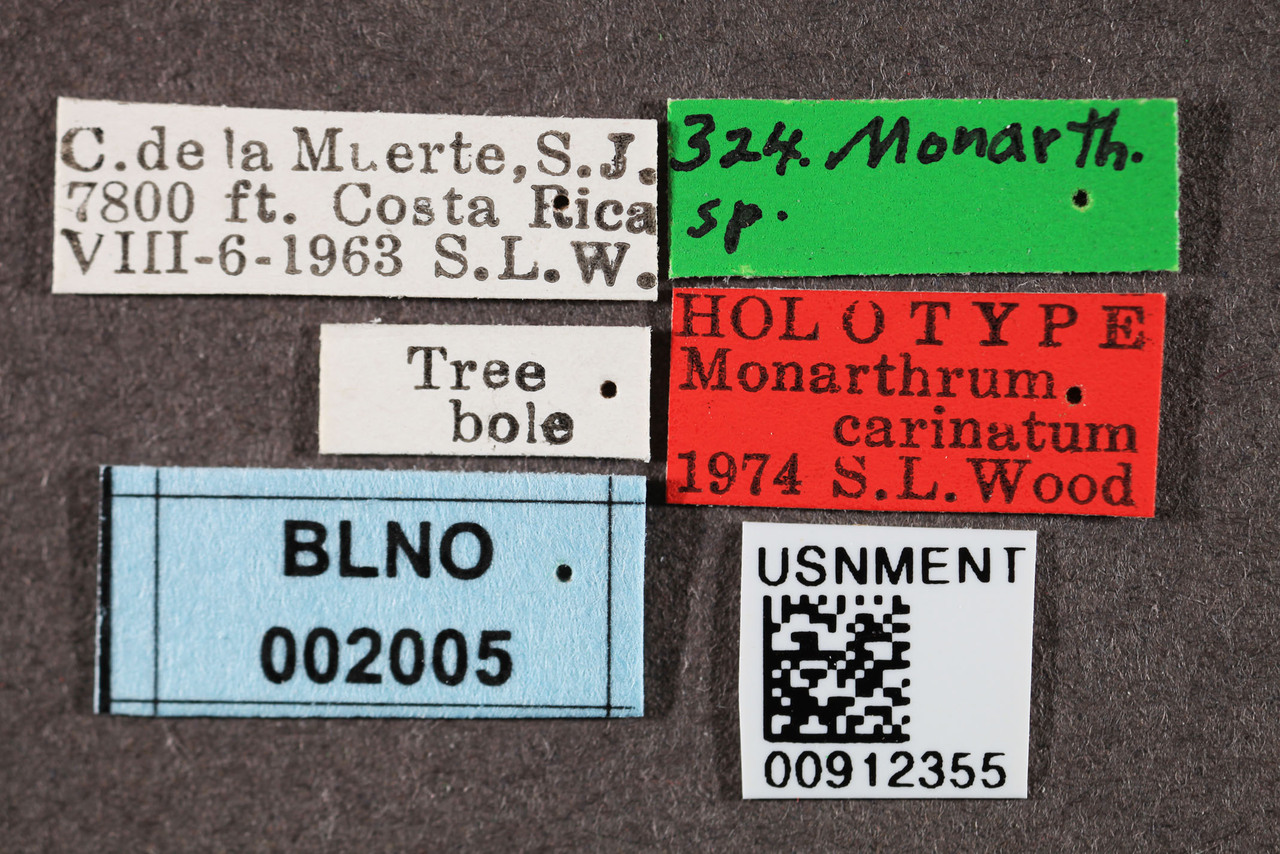 C. de la Muerte, S.J.
7800 ft. Costa Rica
VIII-6-1963 S.L.W.
324. Monarth.
sp.
Tree
bole
HOLOTYPE
Monarthrum
carinatum
1974 S.L. Wood
BLNO
002005
USNMENT
00912355